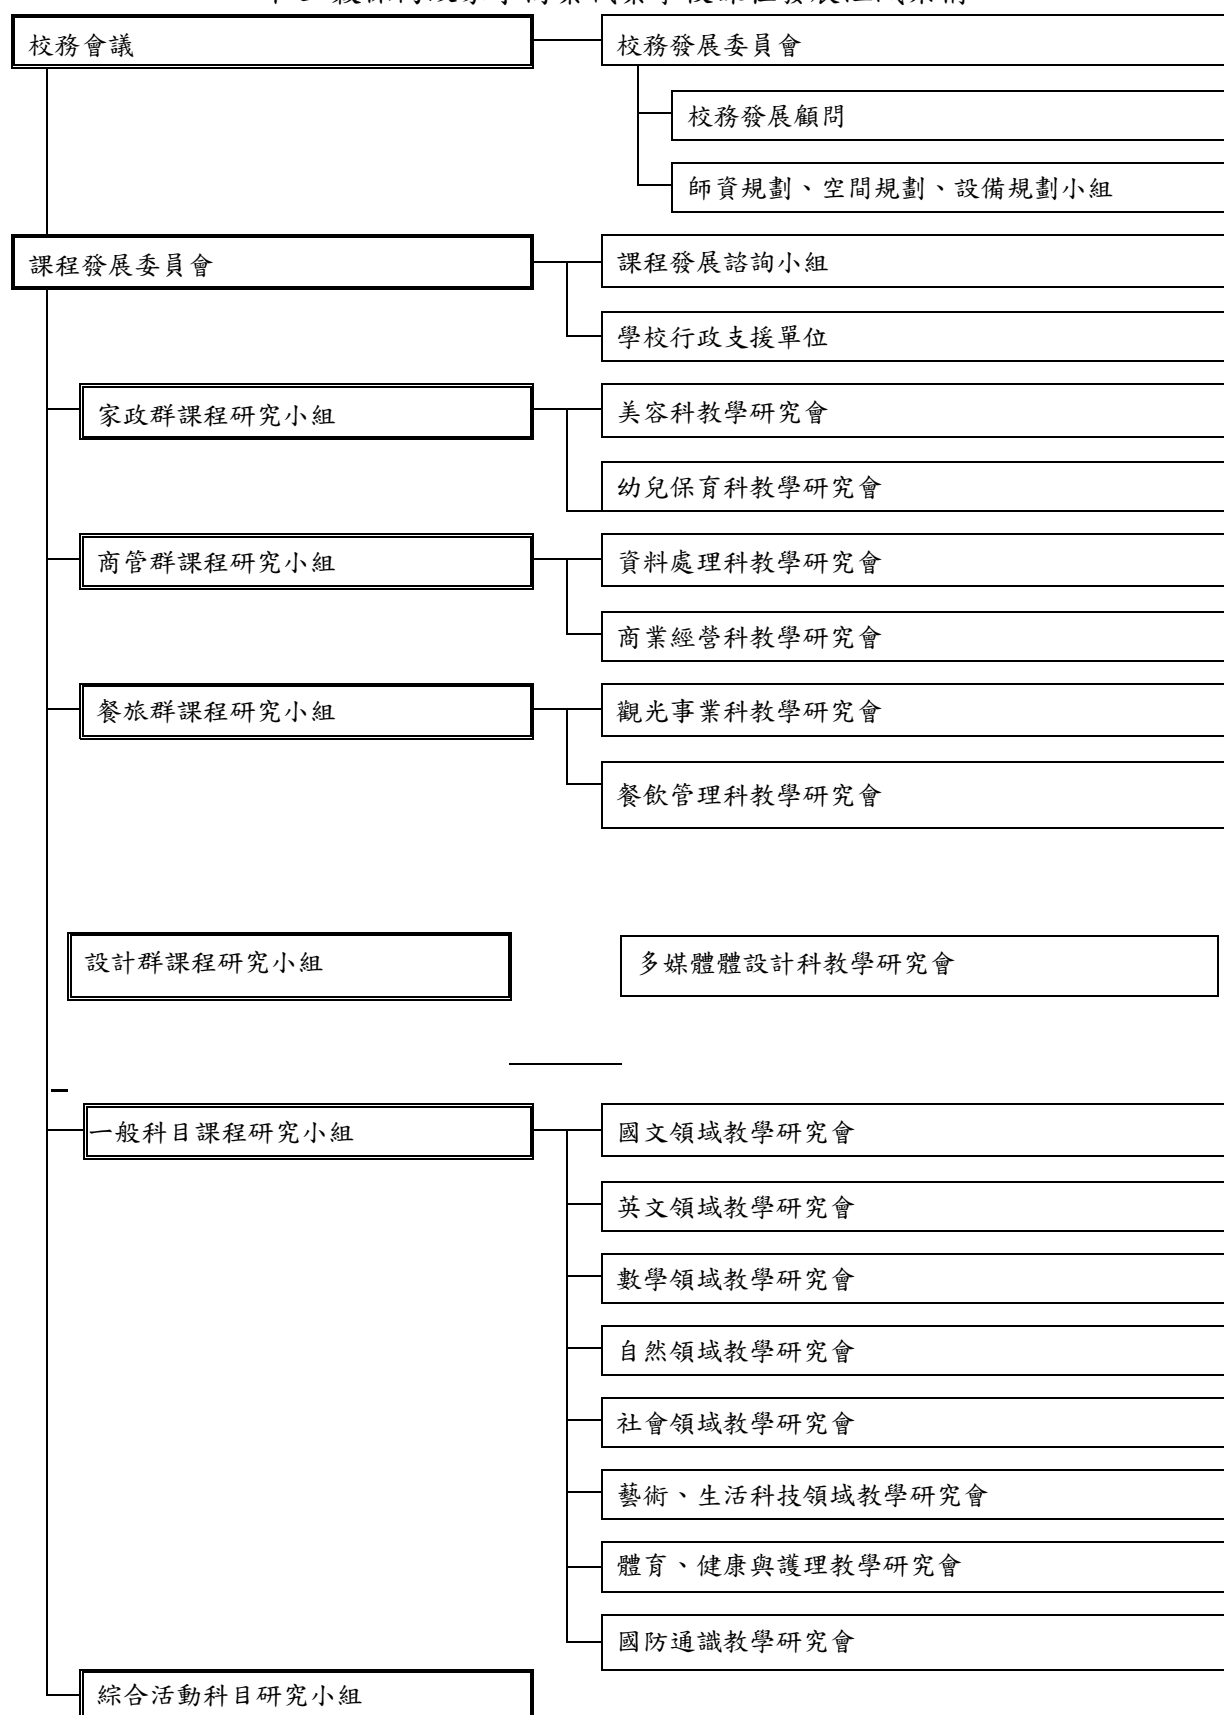 校務會議
校務發展委員會
校務發展顧問
師資規劃、空間規劃、設備規劃小組
課程發展委員會
課程發展諮詢小組
學校行政支援單位
家政群課程研究小組
美容科教學研究會
幼兒保育科教學研究會
商管群課程研究小組
資料處理科教學研究會
商業經營科教學研究會
餐旅群課程研究小組
觀光事業科教學研究會
餐飲管理科教學研究會
設計群課程研究小組
多媒體體設計科教學研究會
一般科目課程研究小組
國文領域教學研究會
英文領域教學研究會
數學領域教學研究會
自然領域教學研究會
社會領域教學研究會
藝術、生活科技領域教學研究會
體育、健康與護理教學研究會
國防通識教學研究會
綜合活動科目研究小組